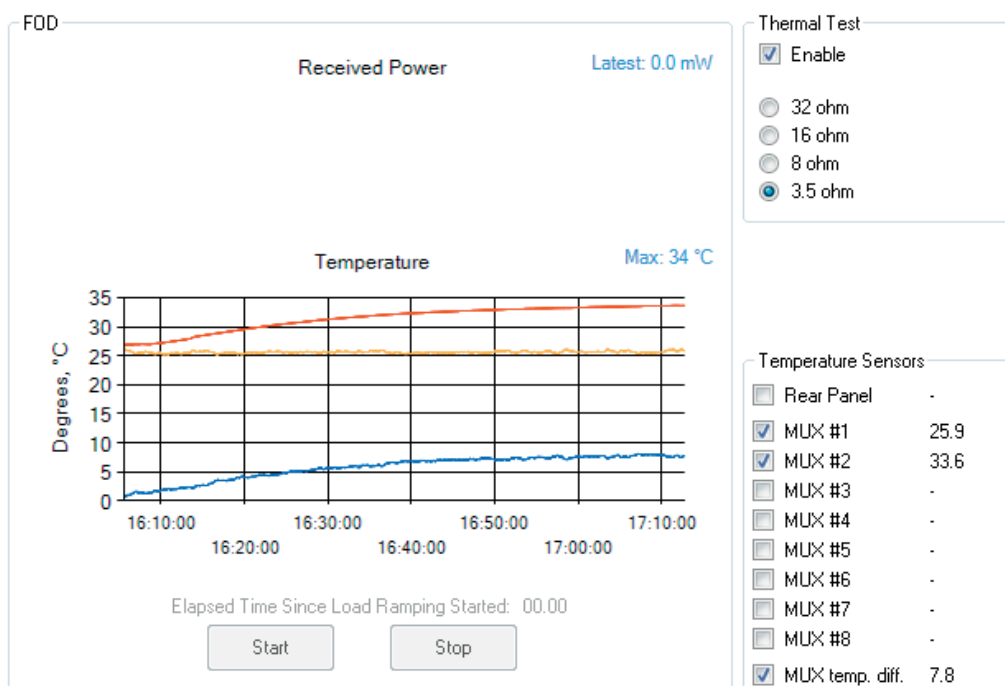 FOD
Received Power
Latest: 0.0 mW
Temperature
Max: 34 °C
Degrees, °C
35
30
25
20
15
10
5
0
16:10:00 16:30:00 16:50:00 17:10:00
16:20:00 16:40:00 17:00:00
Elapsed Time Since Load Ramping Started: 00.00
Start Stop
Thermal Test
Enable
32 ohm
16 ohm
8 ohm
3.5 ohm
Temperature Sensors
Rear Panel -
MUX #1 25.9
MUX #2 33.6
MUX #3 -
MUX #4 -
MUX #5 -
MUX #6 -
MUX #7 -
MUX #8 -
MUX temp. diff. 7.8